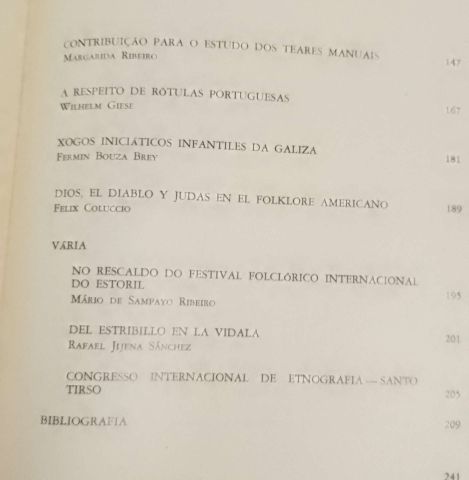 CONTRIBUIÇÃO PARA O ESTUDO DOS TEARES MANUAIS
MARGARIDA RIBEIRO 147
A RESPEITO DE RÓTULAS PORTUGUESAS
WILHELM GIESE 167
XOGOS INICIÁTICOS INFANTILES DA GALIZA
FERMIN BOUZA BREY 181
DIOS, EL DIABLO Y JUDAS EN EL FOLKLORE AMERICANO
FELIX COLUCCIO 189
VÁRIA
NO RESCALDO DO FESTIVAL FOLCLÓRICO INTERNACIONAL
DO ESTORIL
MÁRIO DE SAMPAYO RIBEIRO 195
DEL ESTRIBILLO EN LA VIDALA
RAFAEL JIJENA SÁNCHEZ 201
CONGRESSO INTERNACIONAL DE ETNOGRAFIA — SANTO
TIRSO 205
BIBLIOGRAFIA 209
241